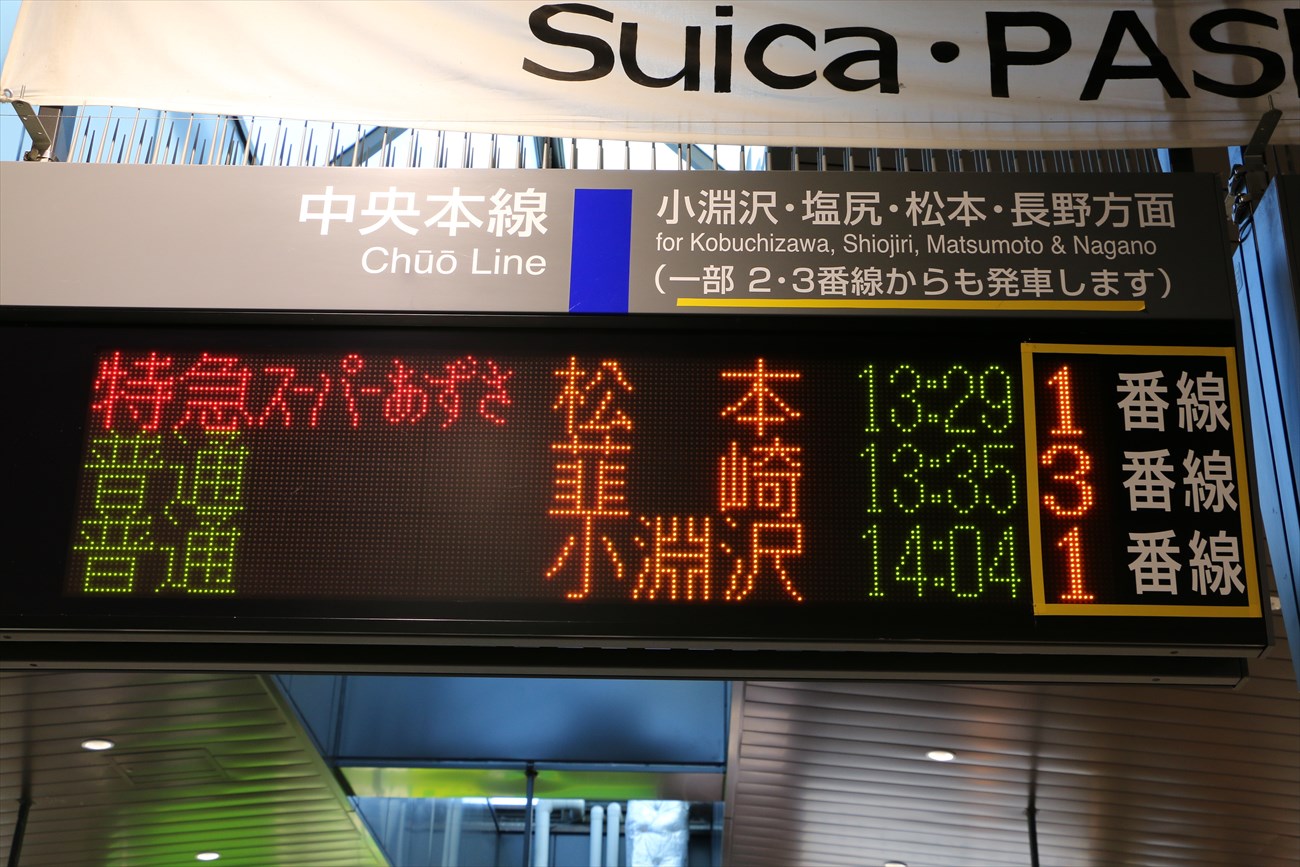 Suica・PAS
中央本線
Chūō Line
小淵沢・塩尻・松本・長野方面
for Kobuchizawa, Shiojiri, Matsumoto & Nagano
(一部 2・3番線からも発車します)
特急スーパーあずさ 松本 13:29 1番線
普通 韮崎 13:35 3番線
普通 小淵沢 14:04 1番線